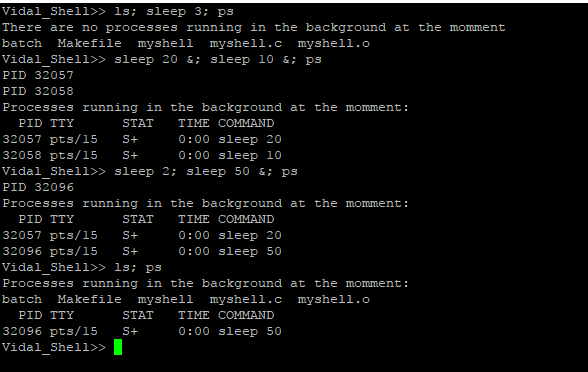 Vidal_Shell>> ls; sleep 3; ps
There are no processes running in the background at the momment
batch  Makefile  myshell  myshell.c  myshell.o
Vidal_Shell>> sleep 20 &; sleep 10 &; ps
PID 32057
PID 32058
Processes running in the background at the momment:
  PID TTY      STAT   TIME COMMAND
32057 pts/15   S+     0:00 sleep 20
32058 pts/15   S+     0:00 sleep 10
Vidal_Shell>> sleep 2; sleep 50 &; ps
PID 32096
Processes running in the background at the momment:
  PID TTY      STAT   TIME COMMAND
32057 pts/15   S+     0:00 sleep 20
32096 pts/15   S+     0:00 sleep 50
Vidal_Shell>> ls; ps
Processes running in the background at the momment:
batch  Makefile  myshell  myshell.c  myshell.o
  PID TTY      STAT   TIME COMMAND
32096 pts/15   S+     0:00 sleep 50
Vidal_Shell>>